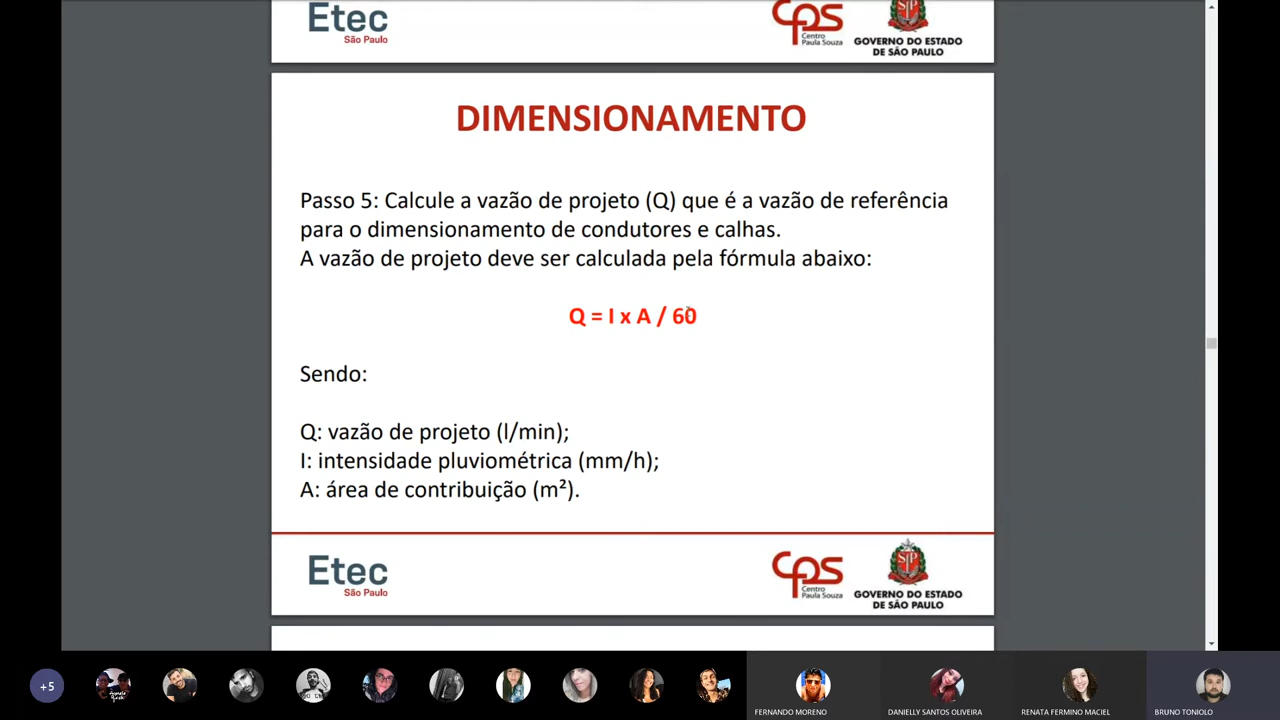 Etec
São Paulo
cps
Centro
Paula Souza
GOVERNO DO ESTADO
DE SÃO PAULO
DIMENSIONAMENTO
Passo 5: Calcule a vazão de projeto (Q) que é a vazão de referência
para o dimensionamento de condutores e calhas.
A vazão de projeto deve ser calculada pela fórmula abaixo:
Q = I x A / 60
Sendo:
Q: vazão de projeto (l/min);
I: intensidade pluviométrica (mm/h);
A: área de contribuição (m²).
Etec
São Paulo
cps
Centro
Paula Souza
SP
GOVERNO DO ESTADO
DE SÃO PAULO
+5
FERNANDO MORENO
DANIELLY SANTOS OLIVEIRA
RENATA FERMINO MACIEL
BRUNO TONIOLO